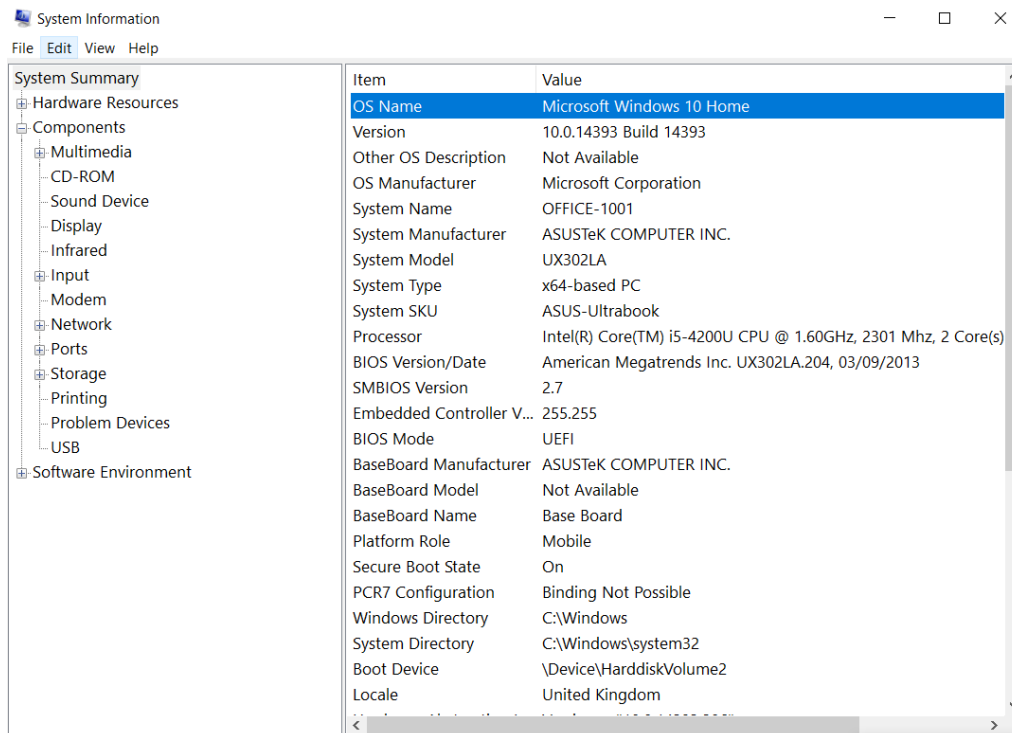 System Information
File Edit View Help
System Summary
Hardware Resources
Components
Multimedia
CD-ROM
Sound Device
Display
Infrared
Input
Modem
Network
Ports
Storage
Printing
Problem Devices
USB
Software Environment
Item Value
OS Name Microsoft Windows 10 Home
Version 10.0.14393 Build 14393
Other OS Description Not Available
OS Manufacturer Microsoft Corporation
System Name OFFICE-1001
System Manufacturer ASUSTeK COMPUTER INC.
System Model UX302LA
System Type x64-based PC
System SKU ASUS-Ultrabook
Processor Intel(R) Core(TM) i5-4200U CPU @ 1.60GHz, 2301 Mhz, 2 Core(s)
BIOS Version/Date American Megatrends Inc. UX302LA.204, 03/09/2013
SMBIOS Version 2.7
Embedded Controller V... 255.255
BIOS Mode UEFI
BaseBoard Manufacturer ASUSTeK COMPUTER INC.
BaseBoard Model Not Available
BaseBoard Name Base Board
Platform Role Mobile
Secure Boot State On
PCR7 Configuration Binding Not Possible
Windows Directory C:\Windows
System Directory C:\Windows\system32
Boot Device \Device\HarddiskVolume2
Locale United Kingdom